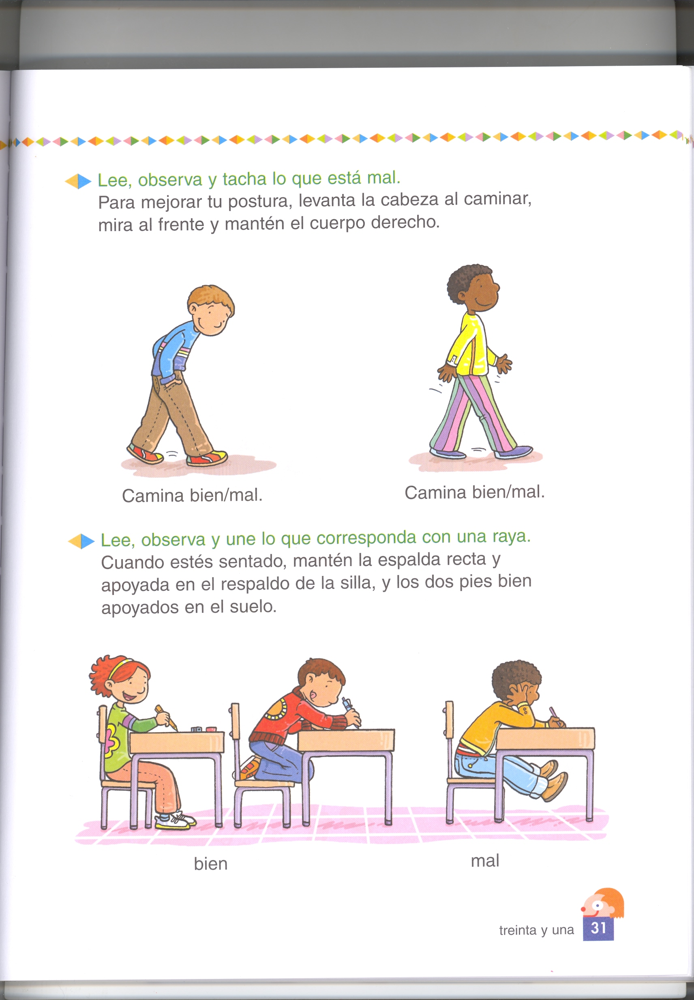 Lee, observa y tacha lo que está mal.
Para mejorar tu postura, levanta la cabeza al caminar,
mira al frente y mantén el cuerpo derecho.
Camina bien/mal.
Camina bien/mal.
Lee, observa y une lo que corresponda con una raya.
Cuando estés sentado, mantén la espalda recta y
apoyada en el respaldo de la silla, y los dos pies bien
apoyados en el suelo.
bien
mal
treinta y una
31